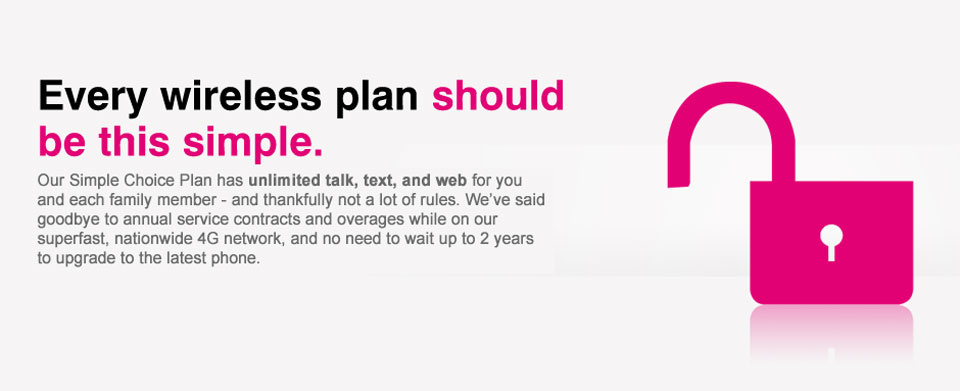 Every wireless plan should
be this simple.
Our Simple Choice Plan has unlimited talk, text, and web for you
and each family member - and thankfully not a lot of rules. We’ve said
goodbye to annual service contracts and overages while on our
superfast, nationwide 4G network, and no need to wait up to 2 years
to upgrade to the latest phone.